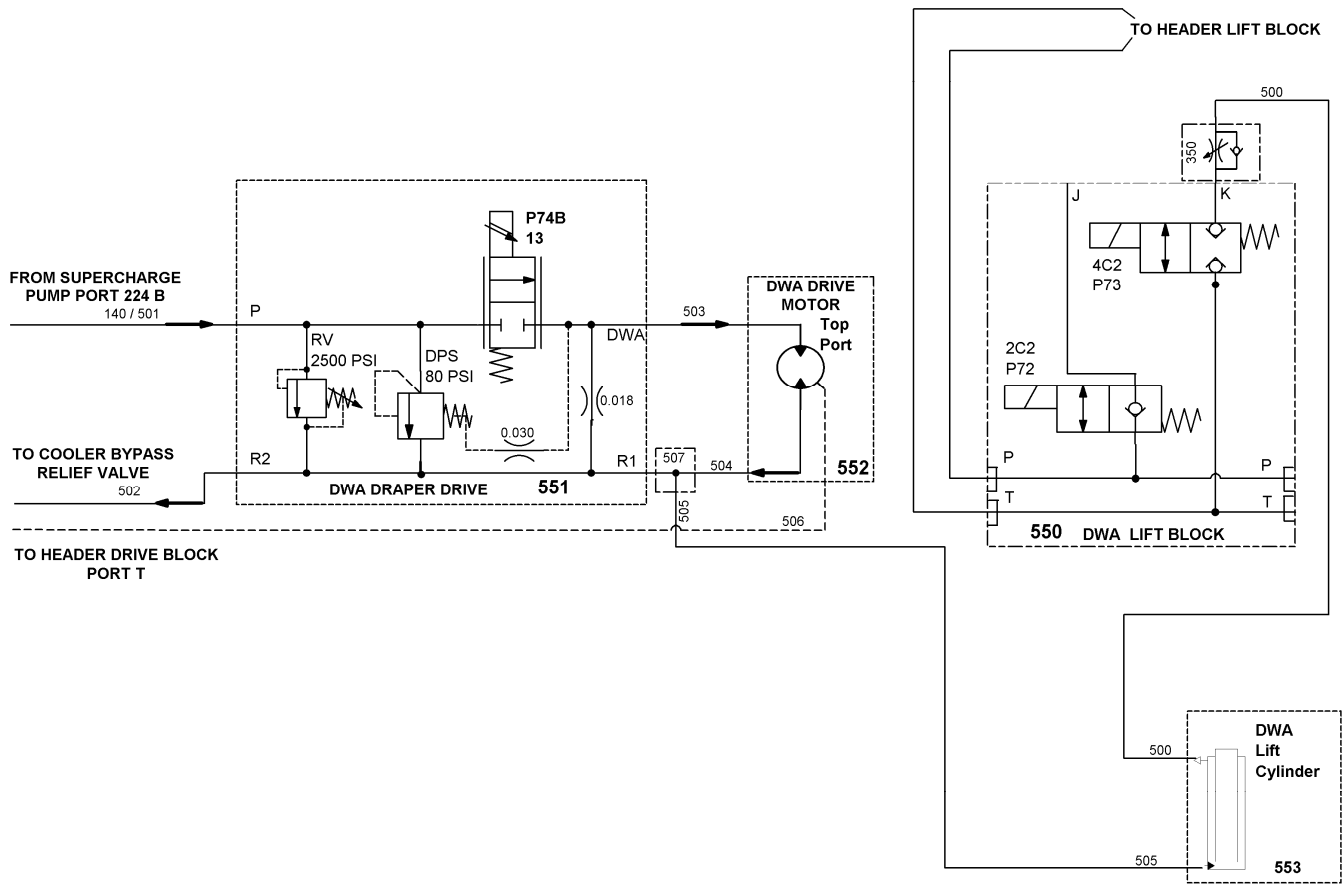 TO HEADER LIFT BLOCK
500
350
J
K
4C2
P73
2C2
P72
P
P
T
T
550 DWA LIFT BLOCK
P74B
13
FROM SUPERCHARGE
PUMP PORT 224 B
140 / 501
P
RV
2500 PSI
DPS
80 PSI
DWA
503
DWA DRIVE
MOTOR
Top
Port
0.018
0.030
TO COOLER BYPASS
RELIEF VALVE
502
R2
R1
507
504
552
DWA DRAPER DRIVE 551
505
506
TO HEADER DRIVE BLOCK
PORT T
500
DWA
Lift
Cylinder
505
553